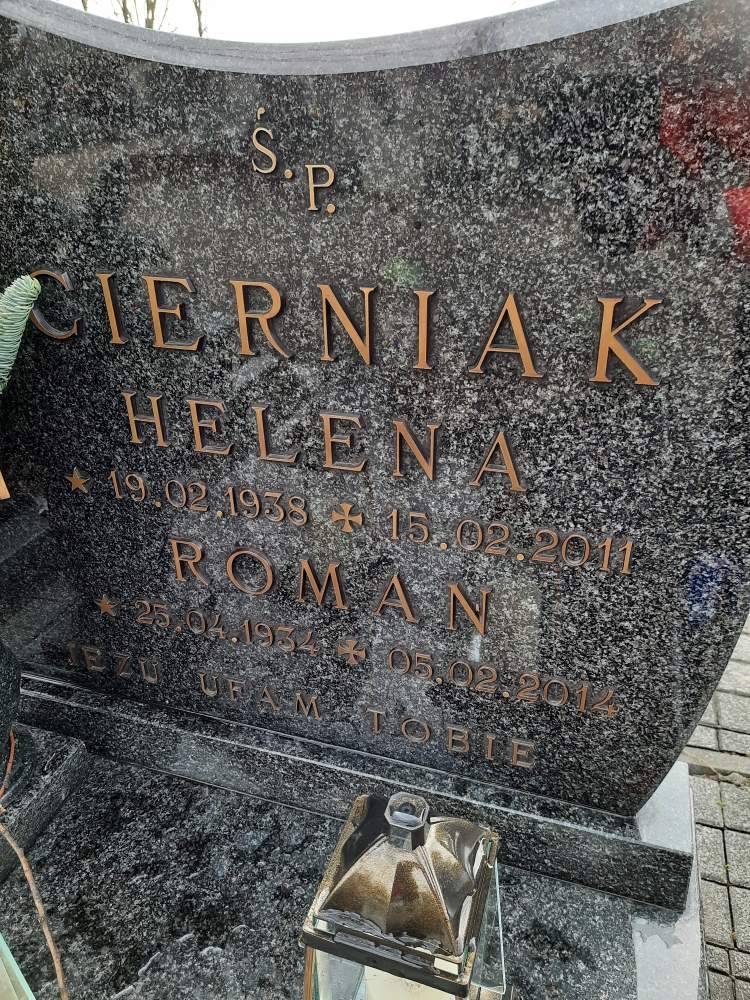 Ś.P.
CIERNIAK
HELENA
19.02.1938 15.02.2011
ROMAN
25.04.1934 05.02.2014
JEZU UFAM TOBIE